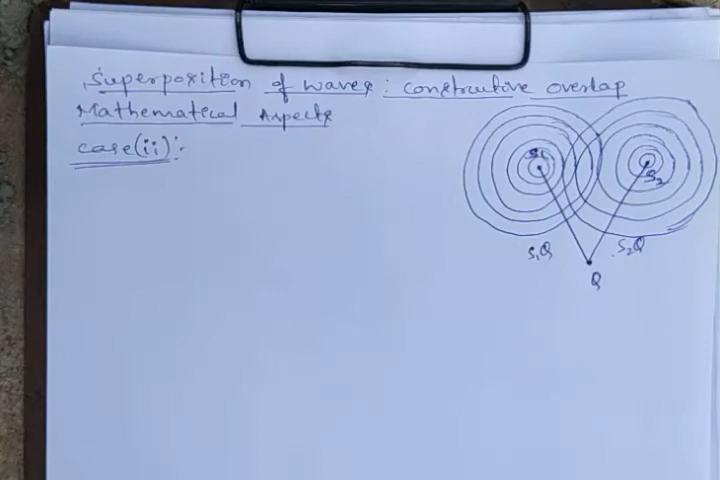 Superposition of waves: constructive overlap
Mathematical Aspects
case(ii):-
S1
S2
S1Q
S2Q
Q